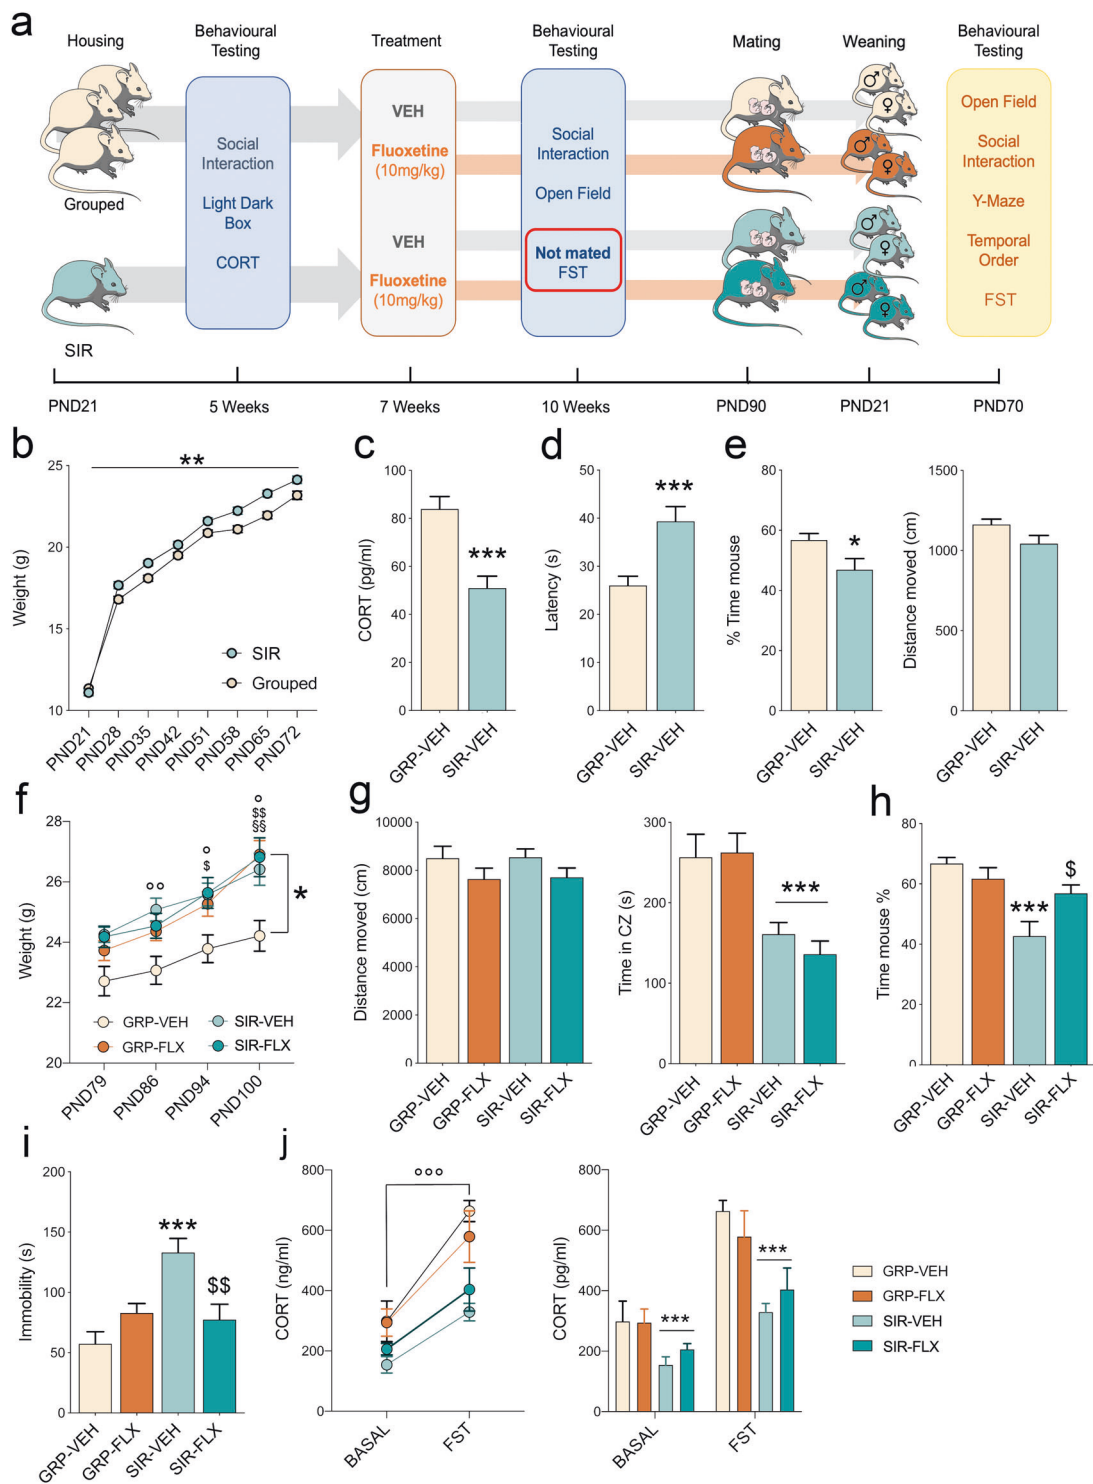 a
Housing
Behavioural
Testing
Treatment
Behavioural
Testing
Mating
Weaning
Behavioural
Testing
Grouped
SIR
Social
Interaction
Light Dark
Box
CORT
VEH
Fluoxetine
(10mg/kg)
VEH
Fluoxetine
(10mg/kg)
Social
Interaction
Open Field
Not mated
FST
♂
♀
♂
♀
♂
♀
♂
♀
Open Field
Social
Interaction
Y-Maze
Temporal
Order
FST
PND21
5 Weeks
7 Weeks
10 Weeks
PND90
PND21
PND70
b
Weight (g)
25
20
15
10
**
SIR
Grouped
PND21
PND28
PND35
PND42
PND51
PND58
PND65
PND72
c
CORT (pg/ml)
100
80
60
40
20
0
***
GRP-VEH
SIR-VEH
d
Latency (s)
50
40
30
20
10
0
***
GRP-VEH
SIR-VEH
e
% Time mouse
80
60
40
20
0
*
GRP-VEH
SIR-VEH
Distance moved (cm)
1500
1000
500
0
GRP-VEH
SIR-VEH
f
Weight (g)
28
26
24
22
20
°°
°
$
°
$$
§§
*
GRP-VEH
GRP-FLX
SIR-VEH
SIR-FLX
PND79
PND86
PND94
PND100
g
Distance moved (cm)
10000
8000
6000
4000
2000
0
GRP-VEH
GRP-FLX
SIR-VEH
SIR-FLX
Time in CZ (s)
300
200
100
0
***
GRP-VEH
GRP-FLX
SIR-VEH
SIR-FLX
h
Time mouse %
80
60
40
20
0
***
$
GRP-VEH
GRP-FLX
SIR-VEH
SIR-FLX
i
Immobility (s)
200
150
100
50
0
***
$$
GRP-VEH
GRP-FLX
SIR-VEH
SIR-FLX
j
CORT (ng/ml)
800
600
400
200
0
°°°
BASAL
FST
CORT (pg/ml)
800
600
400
200
0
***
***
BASAL
FST
GRP-VEH
GRP-FLX
SIR-VEH
SIR-FLX